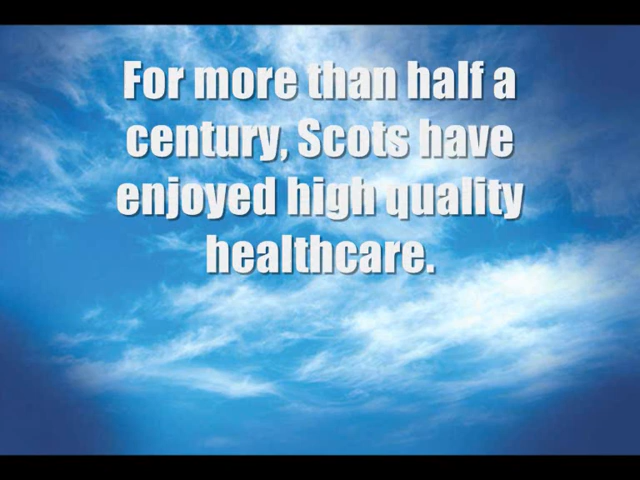 For more than half a
century, Scots have
enjoyed high quality
healthcare.